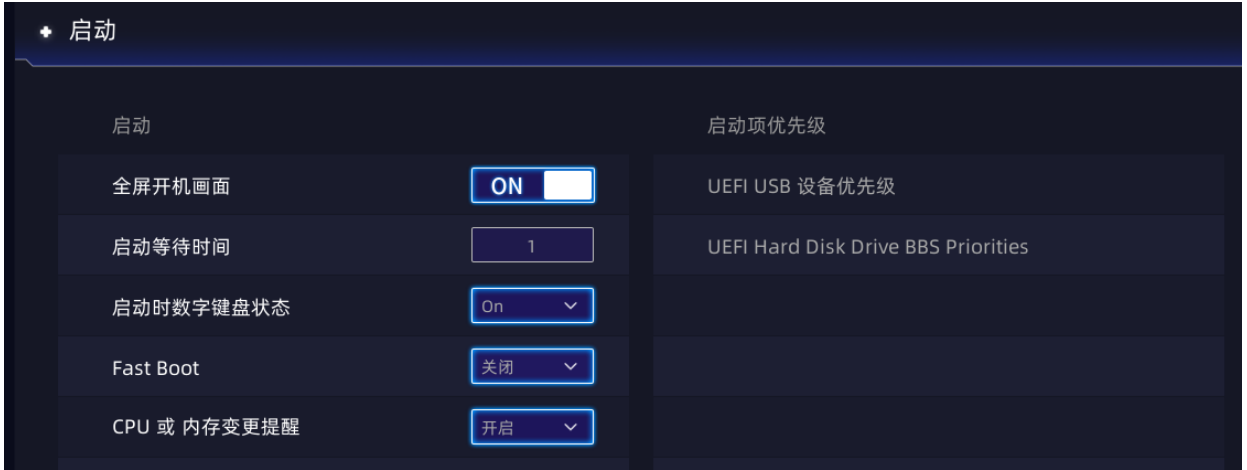 启动
启动
全屏开机画面 ON
启动等待时间 1
启动时数字键盘状态 On
Fast Boot 关闭
CPU 或 内存变更提醒 开启
启动项优先级
UEFI USB 设备优先级
UEFI Hard Disk Drive BBS Priorities